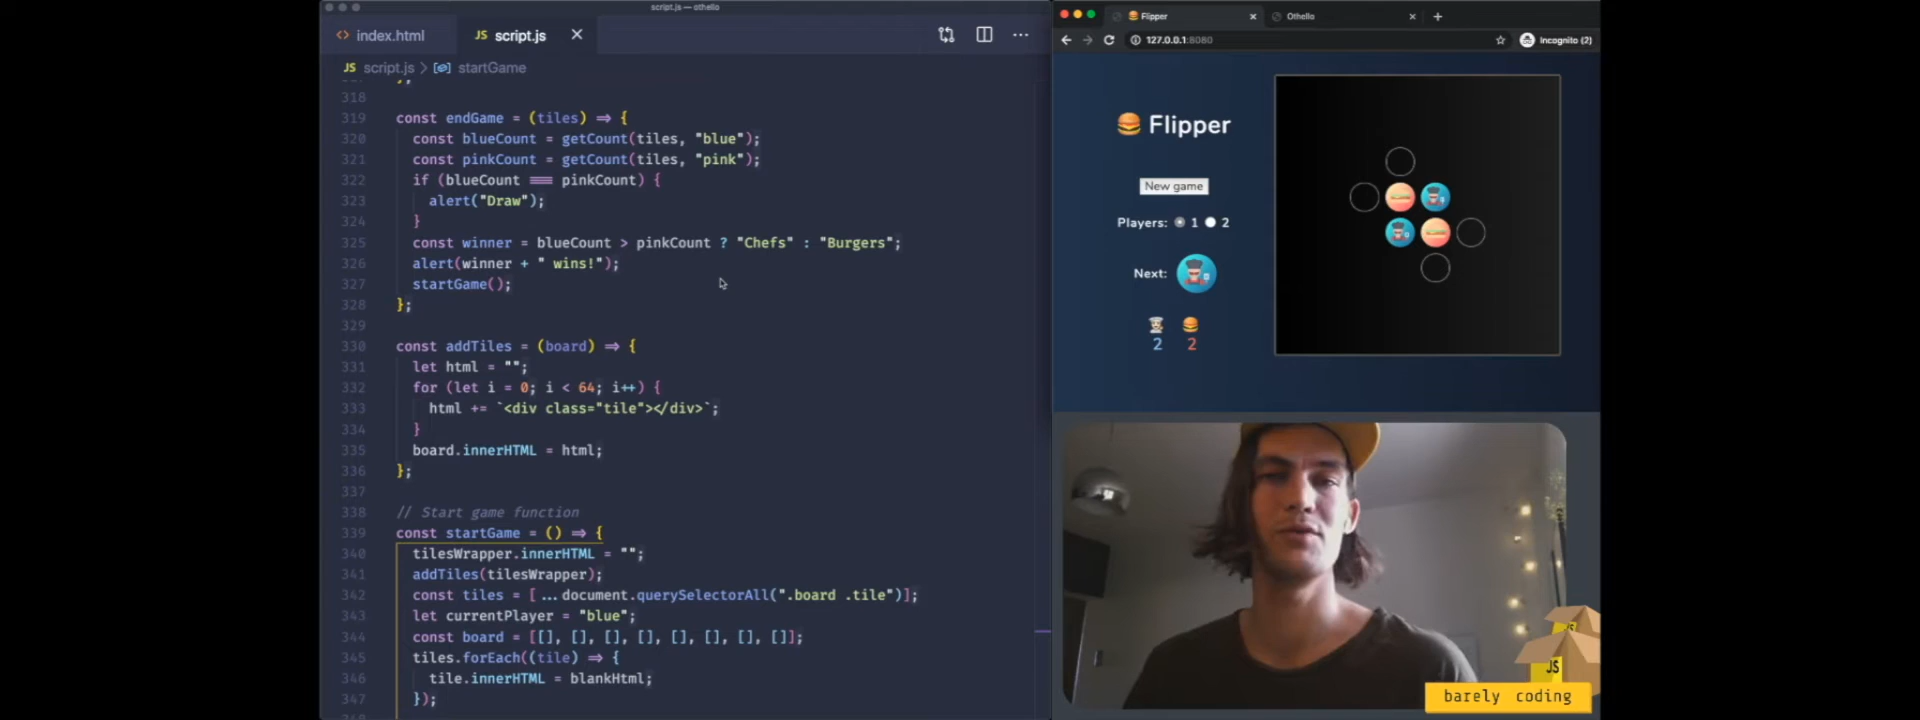 script.js — othello
<> index.html
JS script.js ×
JS script.js > startGame
318
319 const endGame = (tiles) => {
320 const blueCount = getCount(tiles, "blue");
321 const pinkCount = getCount(tiles, "pink");
322 if (blueCount === pinkCount) {
323 alert("Draw");
324 }
325 const winner = blueCount > pinkCount ? "Chefs" : "Burgers";
326 alert(winner + " wins!");
327 startGame();
328 };
329
330 const addTiles = (board) => {
331 let html = "";
332 for (let i = 0; i < 64; i++) {
333 html += `<div class="tile"></div>`;
334 }
335 board.innerHTML = html;
336 };
337
338 // Start game function
339 const startGame = () => {
340 tilesWrapper.innerHTML = "";
341 addTiles(tilesWrapper);
342 const tiles = [...document.querySelectorAll(".board .tile")];
343 let currentPlayer = "blue";
344 const board = [[], [], [], [], [], [], [], []];
345 tiles.forEach((tile) => {
346 tile.innerHTML = blankHtml;
347 });
Flipper
Othello
127.0.0.1:8080
Incognito (2)
Flipper
New game
Players: 1 2
Next:
2 2
JS
JS
barely coding